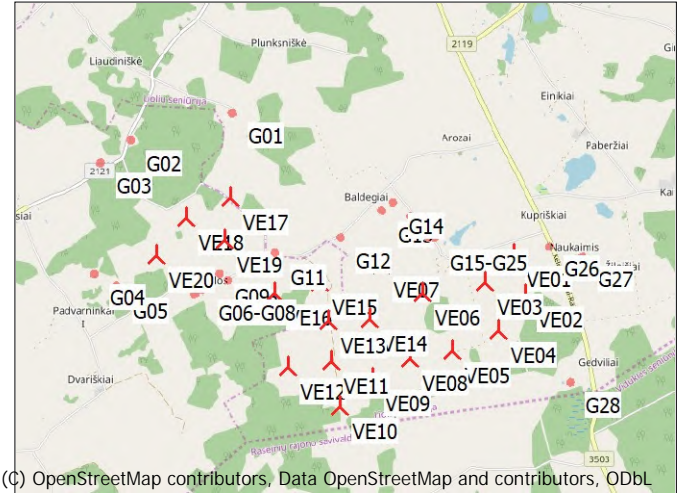 Plunksniškė
2119
Liaudiniškė
Einikiai
G01
Arozai
Paberžiai
G02
2121
G03
Baldegiai
VE17
Kupriškiai
G14
VE18
Naukaimis
VE19
G12
G15-G25
G26
G11
VE20
VE01
G27
G04
G09
VE07
G05
G06-G08
VE15
VE03
VE16
VE06
VE02
Padvarninkai
I
VE13
VE14
VE04
Gedviliai
Dvariškiai
VE11
VE08
VE05
VE12
VE09
G28
VE10
3503
(C) OpenStreetMap contributors, Data OpenStreetMap and contributors, ODbL